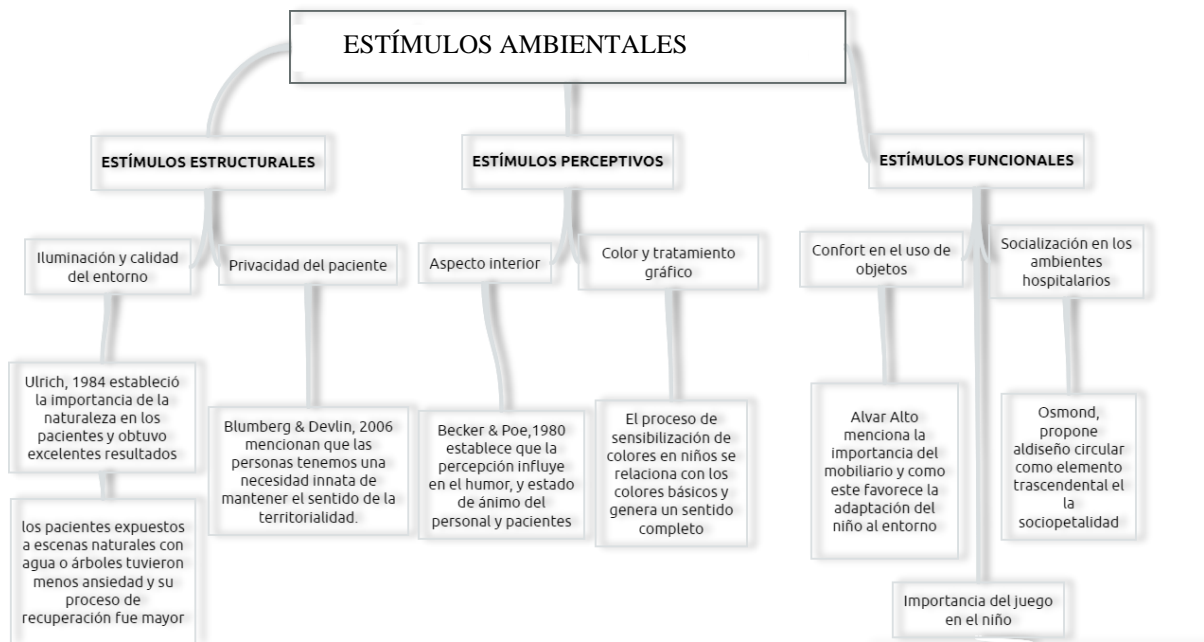 ESTÍMULOS AMBIENTALES
ESTÍMULOS ESTRUCTURALES
ESTÍMULOS PERCEPTIVOS
ESTÍMULOS FUNCIONALES
Iluminación y calidad
del entorno
Privacidad del paciente
Aspecto interior
Color y tratamiento
gráfico
Confort en el uso de
objetos
Socialización en los
ambientes
hospitalarios
Ulrich, 1984 estableció
la importancia de la
naturaleza en los
pacientes y obtuvo
excelentes resultados
Blumberg & Devlin, 2006
mencionan que las
personas tenemos una
necesidad innata de
mantener el sentido de la
territorialidad.
Becker & Poe,1980
establece que la
percepción influye
en el humor, y estado
de ánimo del
personal y pacientes
El proceso de
sensibilización de
colores en niños se
relaciona con los
colores básicos y
genera un sentido
completo
Alvar Alto
menciona la
importancia del
mobiliario y como
este favorece la
adaptación del
niño al entorno
Osmond,
propone
aldiseño circular
como elemento
trascendental el
la
sociopetalidad
los pacientes expuestos
a escenas naturales con
agua o árboles tuvieron
menos ansiedad y su
proceso de
recuperación fue mayor
Importancia del juego
en el niño